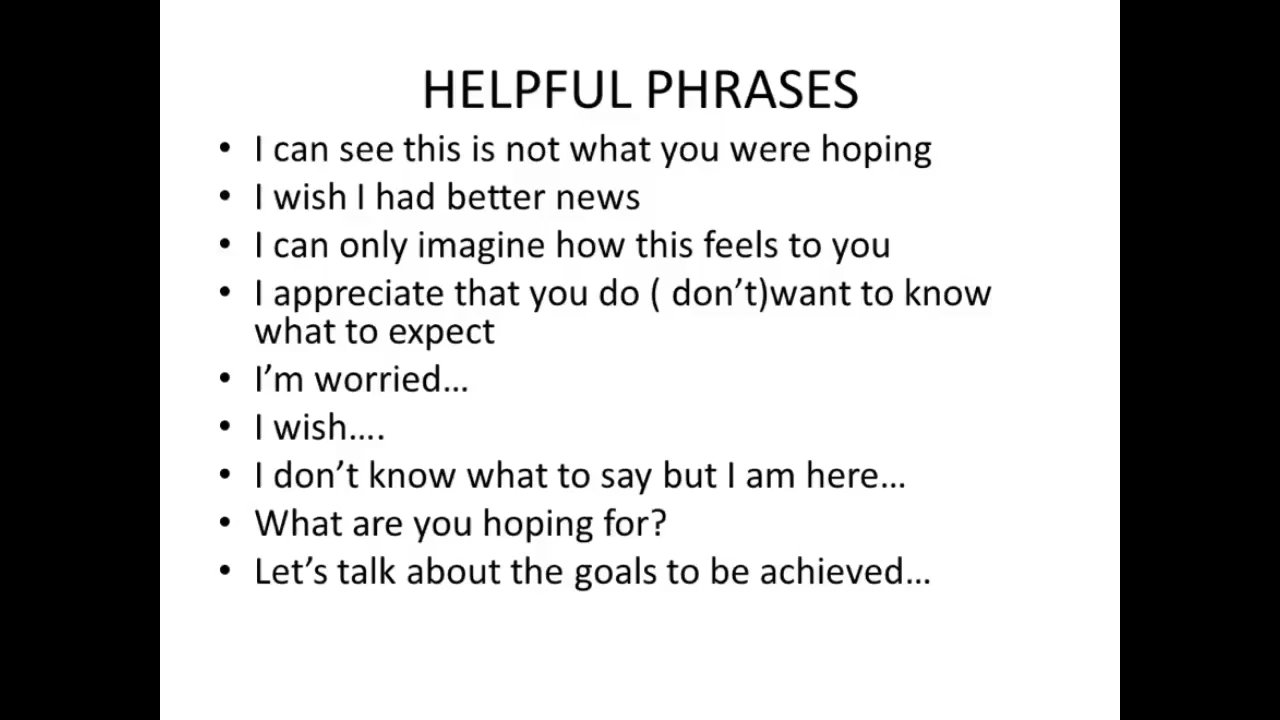 HELPFUL PHRASES
• I can see this is not what you were hoping
• I wish I had better news
• I can only imagine how this feels to you
• I appreciate that you do ( don’t)want to know
what to expect
• I’m worried…
• I wish….
• I don’t know what to say but I am here…
• What are you hoping for?
• Let’s talk about the goals to be achieved…